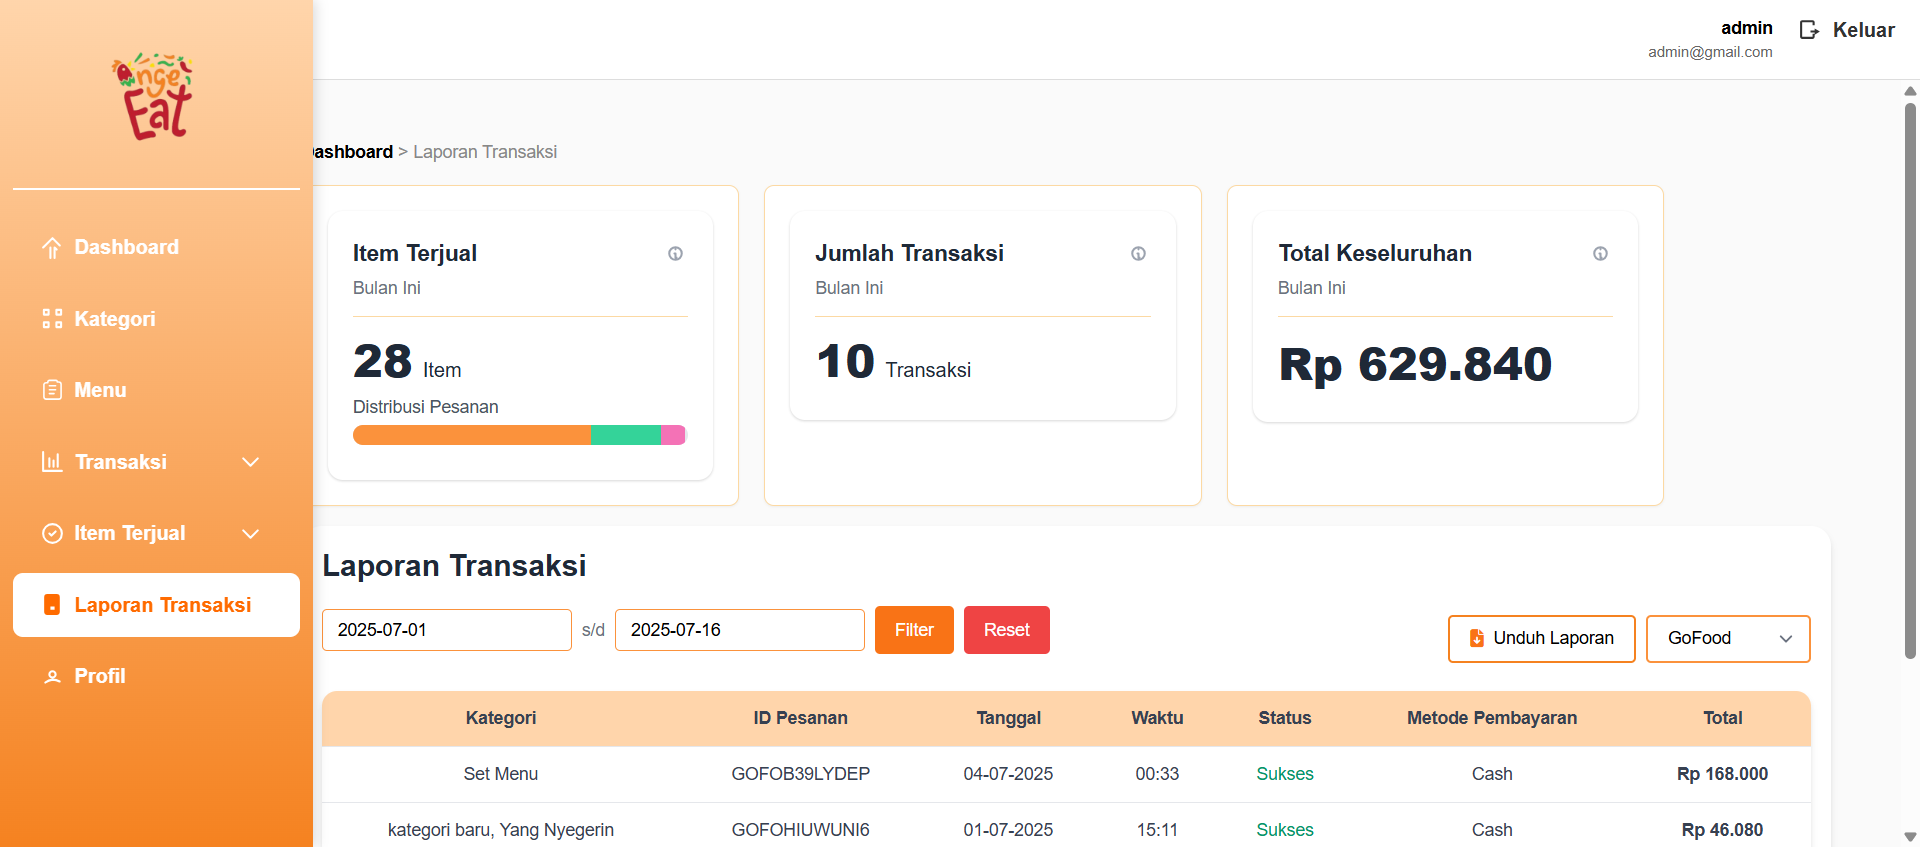 nge
Eat
Dashboard
Kategori
Menu
Transaksi
Item Terjual
Laporan Transaksi
Profil
admin
admin@gmail.com
Keluar
ashboard > Laporan Transaksi
Item Terjual
Bulan Ini
28 Item
Distribusi Pesanan
Jumlah Transaksi
Bulan Ini
10 Transaksi
Total Keseluruhan
Bulan Ini
Rp 629.840
Laporan Transaksi
2025-07-01 s/d 2025-07-16 Filter Reset
Unduh Laporan GoFood
Kategori ID Pesanan Tanggal Waktu Status Metode Pembayaran Total
Set Menu GOFOB39LYDEP 04-07-2025 00:33 Sukses Cash Rp 168.000
kategori baru, Yang Nyegerin GOFOHIUWUNI6 01-07-2025 15:11 Sukses Cash Rp 46.080